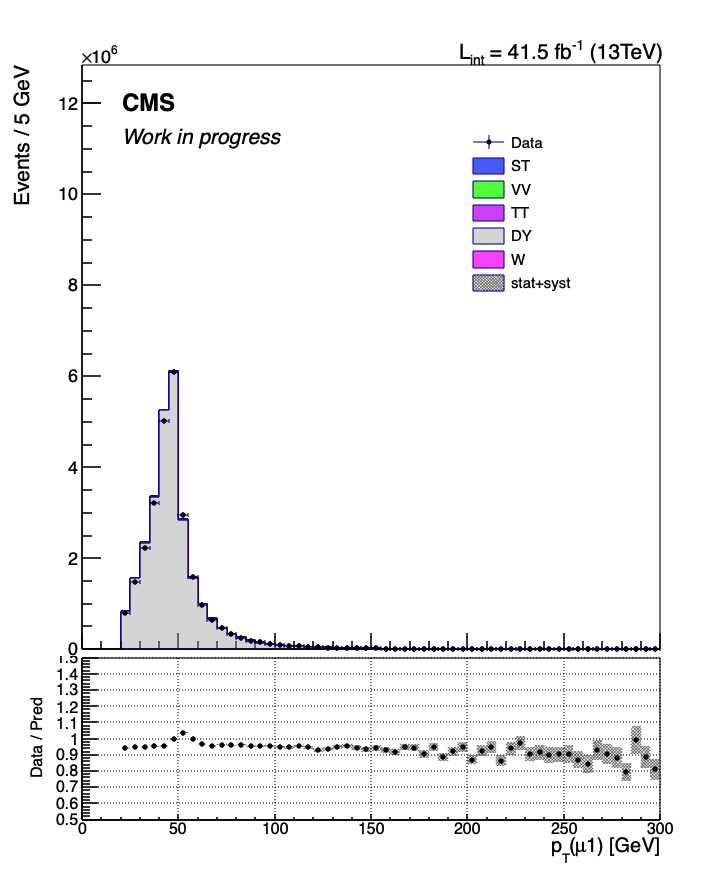 ×10⁶
L_int = 41.5 fb⁻¹ (13TeV)
Events / 5 GeV
12
10
8
6
4
2
0
CMS
Work in progress
Data
ST
VV
TT
DY
W
stat+syst
Data / Pred
1.5
1.4
1.3
1.2
1.1
1
0.9
0.8
0.7
0.6
0.5
0 50 100 150 200 250 300
p_T(μ1) [GeV]